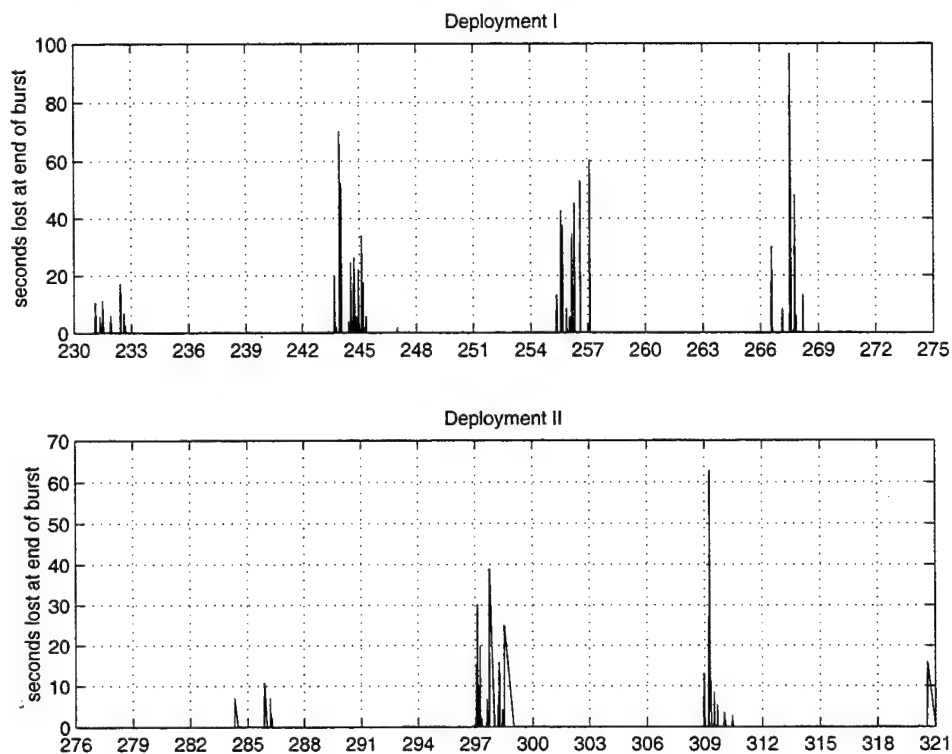 Deployment I
seconds lost at end of burst
100
80
60
40
20
0
230 233 236 239 242 245 248 251 254 257 260 263 266 269 272 275
Deployment II
seconds lost at end of burst
70
60
50
40
30
20
10
0
276 279 282 285 288 291 294 297 300 303 306 309 312 315 318 321